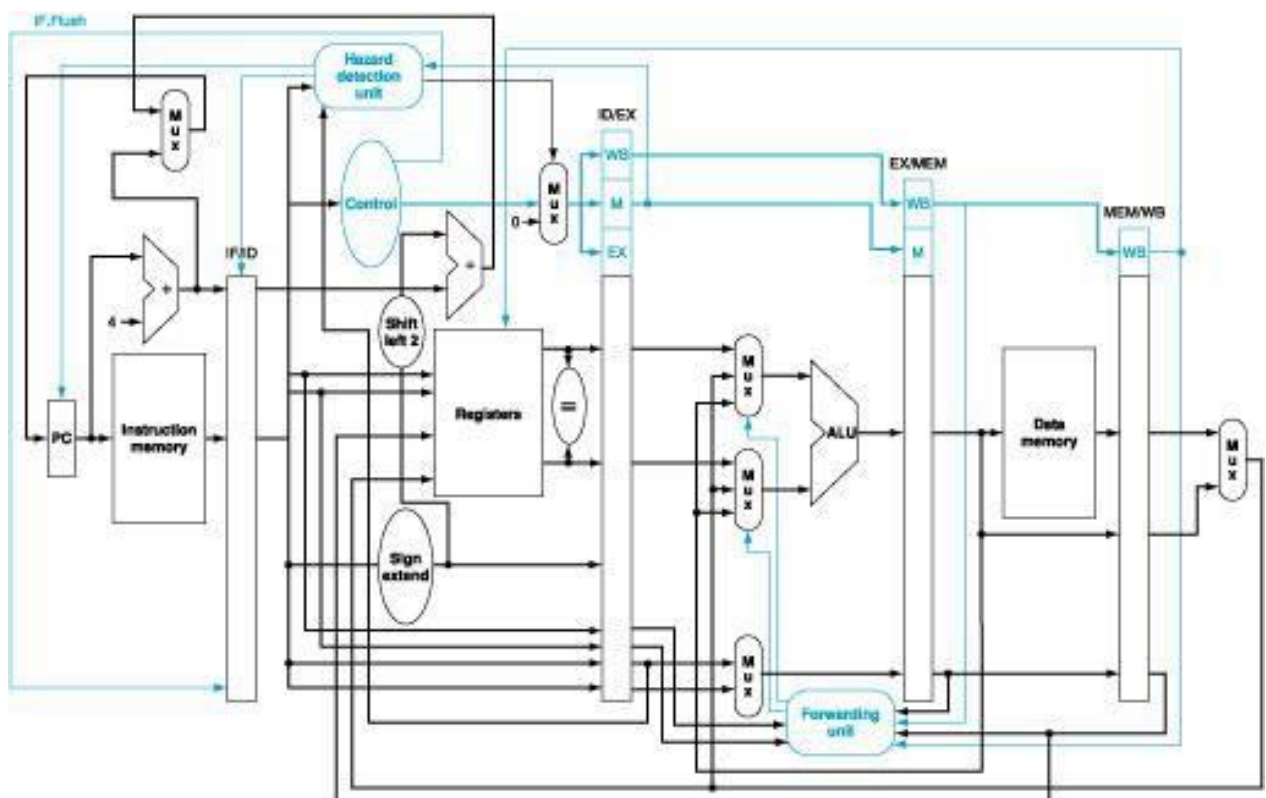 IF.Flush
Hazard
detection
unit
M
u
x
ID/EX
WB
EX/MEM
Control
M
u
x
M
WB
MEM/WB
0
EX
M
WB
IF/ID
+
+
4
Shift
left 2
M
u
x
Registers
=
ALU
PC
Instruction
memory
Data
memory
M
u
x
M
u
x
Sign
extend
M
u
x
Forwarding
unit